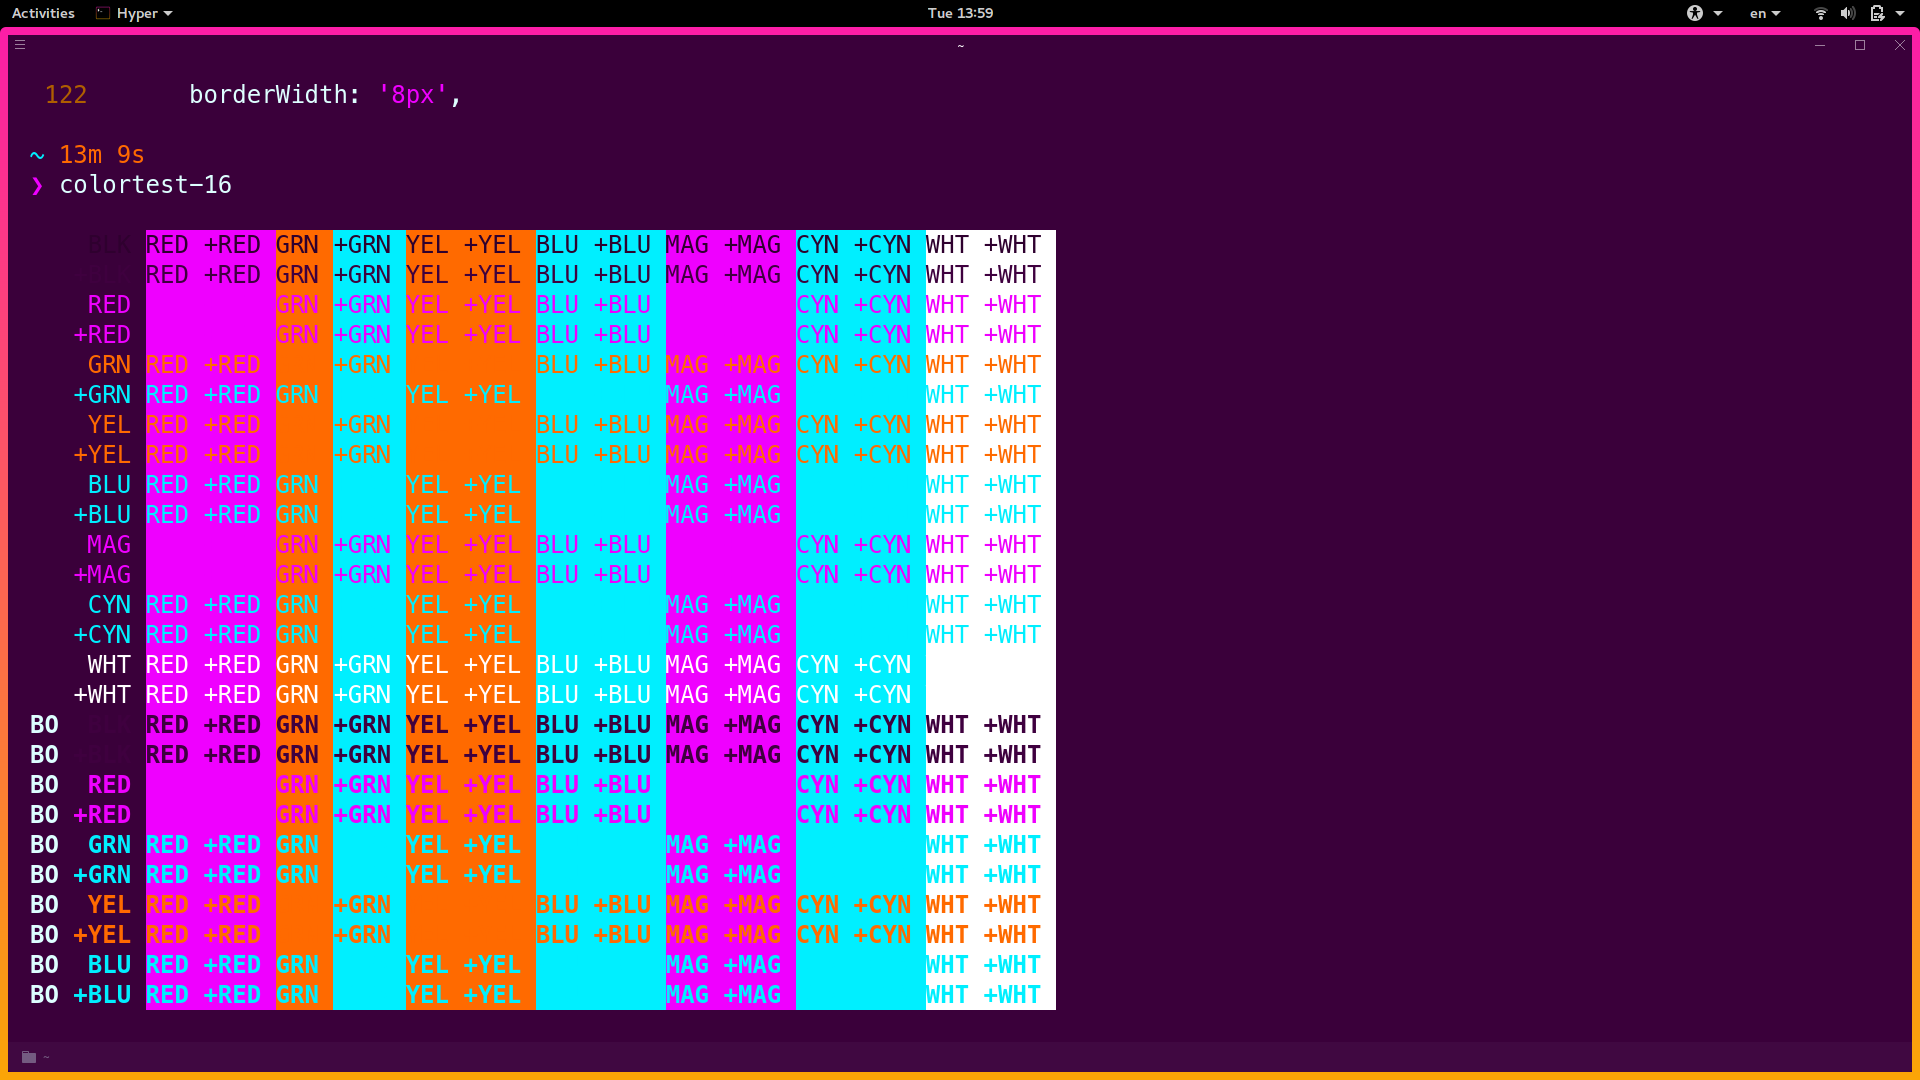 Activities Hyper Tue 13:59 en
~
122 borderWidth: '8px',
~ 13m 9s
❯ colortest-16
BLK RED +RED GRN +GRN YEL +YEL BLU +BLU MAG +MAG CYN +CYN WHT +WHT
RED +RED GRN +GRN YEL +YEL BLU +BLU MAG +MAG CYN +CYN WHT +WHT
RED GRN +GRN YEL +YEL BLU +BLU CYN +CYN WHT +WHT
+RED GRN +GRN YEL +YEL BLU +BLU CYN +CYN WHT +WHT
GRN RED +RED +GRN BLU +BLU MAG +MAG CYN +CYN WHT +WHT
+GRN RED +RED GRN YEL +YEL MAG +MAG WHT +WHT
YEL RED +RED +GRN BLU +BLU MAG +MAG CYN +CYN WHT +WHT
+YEL RED +RED +GRN BLU +BLU MAG +MAG CYN +CYN WHT +WHT
BLU RED +RED GRN YEL +YEL MAG +MAG WHT +WHT
+BLU RED +RED GRN YEL +YEL MAG +MAG WHT +WHT
MAG GRN +GRN YEL +YEL BLU +BLU CYN +CYN WHT +WHT
+MAG GRN +GRN YEL +YEL BLU +BLU CYN +CYN WHT +WHT
CYN RED +RED GRN YEL +YEL MAG +MAG WHT +WHT
+CYN RED +RED GRN YEL +YEL MAG +MAG WHT +WHT
WHT RED +RED GRN +GRN YEL +YEL BLU +BLU MAG +MAG CYN +CYN
+WHT RED +RED GRN +GRN YEL +YEL BLU +BLU MAG +MAG CYN +CYN
BO RED +RED GRN +GRN YEL +YEL BLU +BLU MAG +MAG CYN +CYN WHT +WHT
BO RED +RED GRN +GRN YEL +YEL BLU +BLU MAG +MAG CYN +CYN WHT +WHT
BO RED GRN +GRN YEL +YEL BLU +BLU CYN +CYN WHT +WHT
BO +RED GRN +GRN YEL +YEL BLU +BLU CYN +CYN WHT +WHT
BO GRN RED +RED GRN YEL +YEL MAG +MAG WHT +WHT
BO +GRN RED +RED GRN YEL +YEL MAG +MAG WHT +WHT
BO YEL RED +RED +GRN BLU +BLU MAG +MAG CYN +CYN WHT +WHT
BO +YEL RED +RED +GRN BLU +BLU MAG +MAG CYN +CYN WHT +WHT
BO BLU RED +RED GRN YEL +YEL MAG +MAG WHT +WHT
BO +BLU RED +RED GRN YEL +YEL MAG +MAG WHT +WHT
~